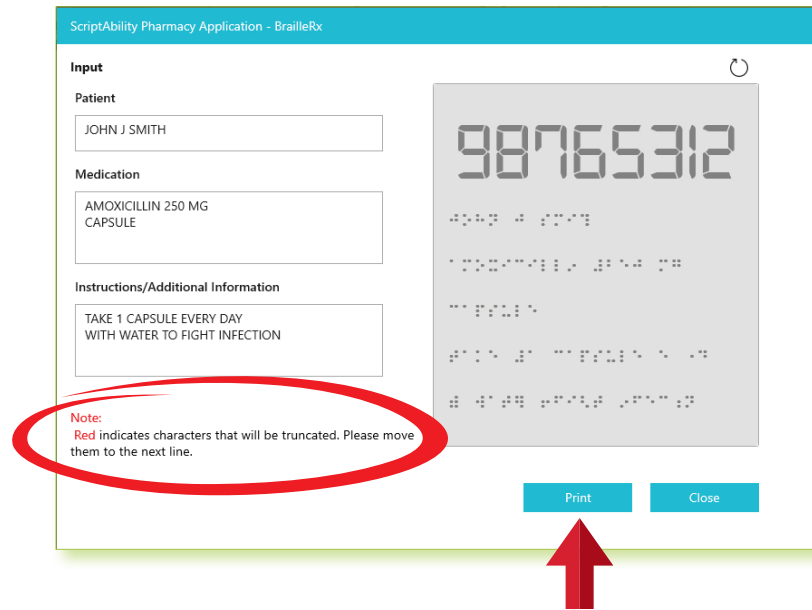 ScriptAbility Pharmacy Application - BrailleRx
Input
Patient
JOHN J SMITH
Medication
AMOXICILLIN 250 MG
CAPSULE
Instructions/Additional Information
TAKE 1 CAPSULE EVERY DAY
WITH WATER TO FIGHT INFECTION
Note:
Red indicates characters that will be truncated. Please move
them to the next line.
98765312
Print
Close